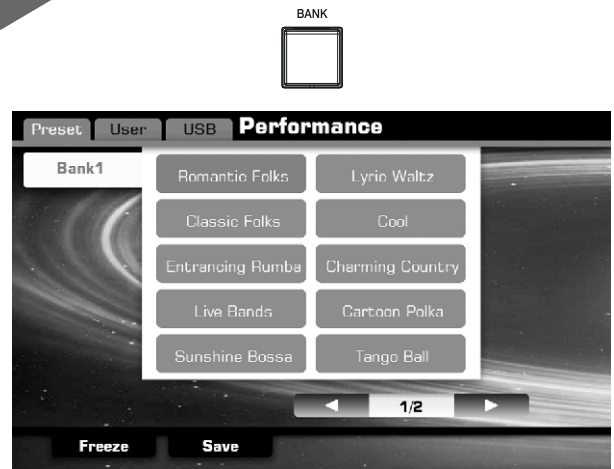 BANK
Preset User USB Performance
Bank1
Romantic Folks Lyric Waltz
Classic Folks Cool
Entrancing Rumba Charming Country
Live Bands Cartoon Polka
Sunshine Bossa Tango Ball
1/2
Freeze Save